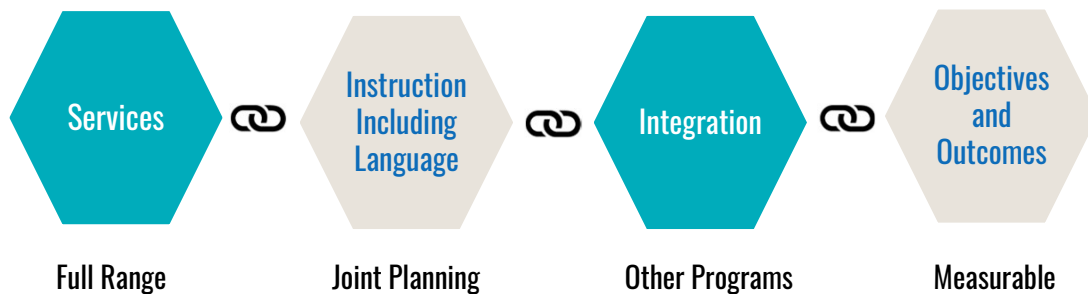 Services
Instruction
Including
Language
Integration
Objectives
and
Outcomes
Full Range
Joint Planning
Other Programs
Measurable